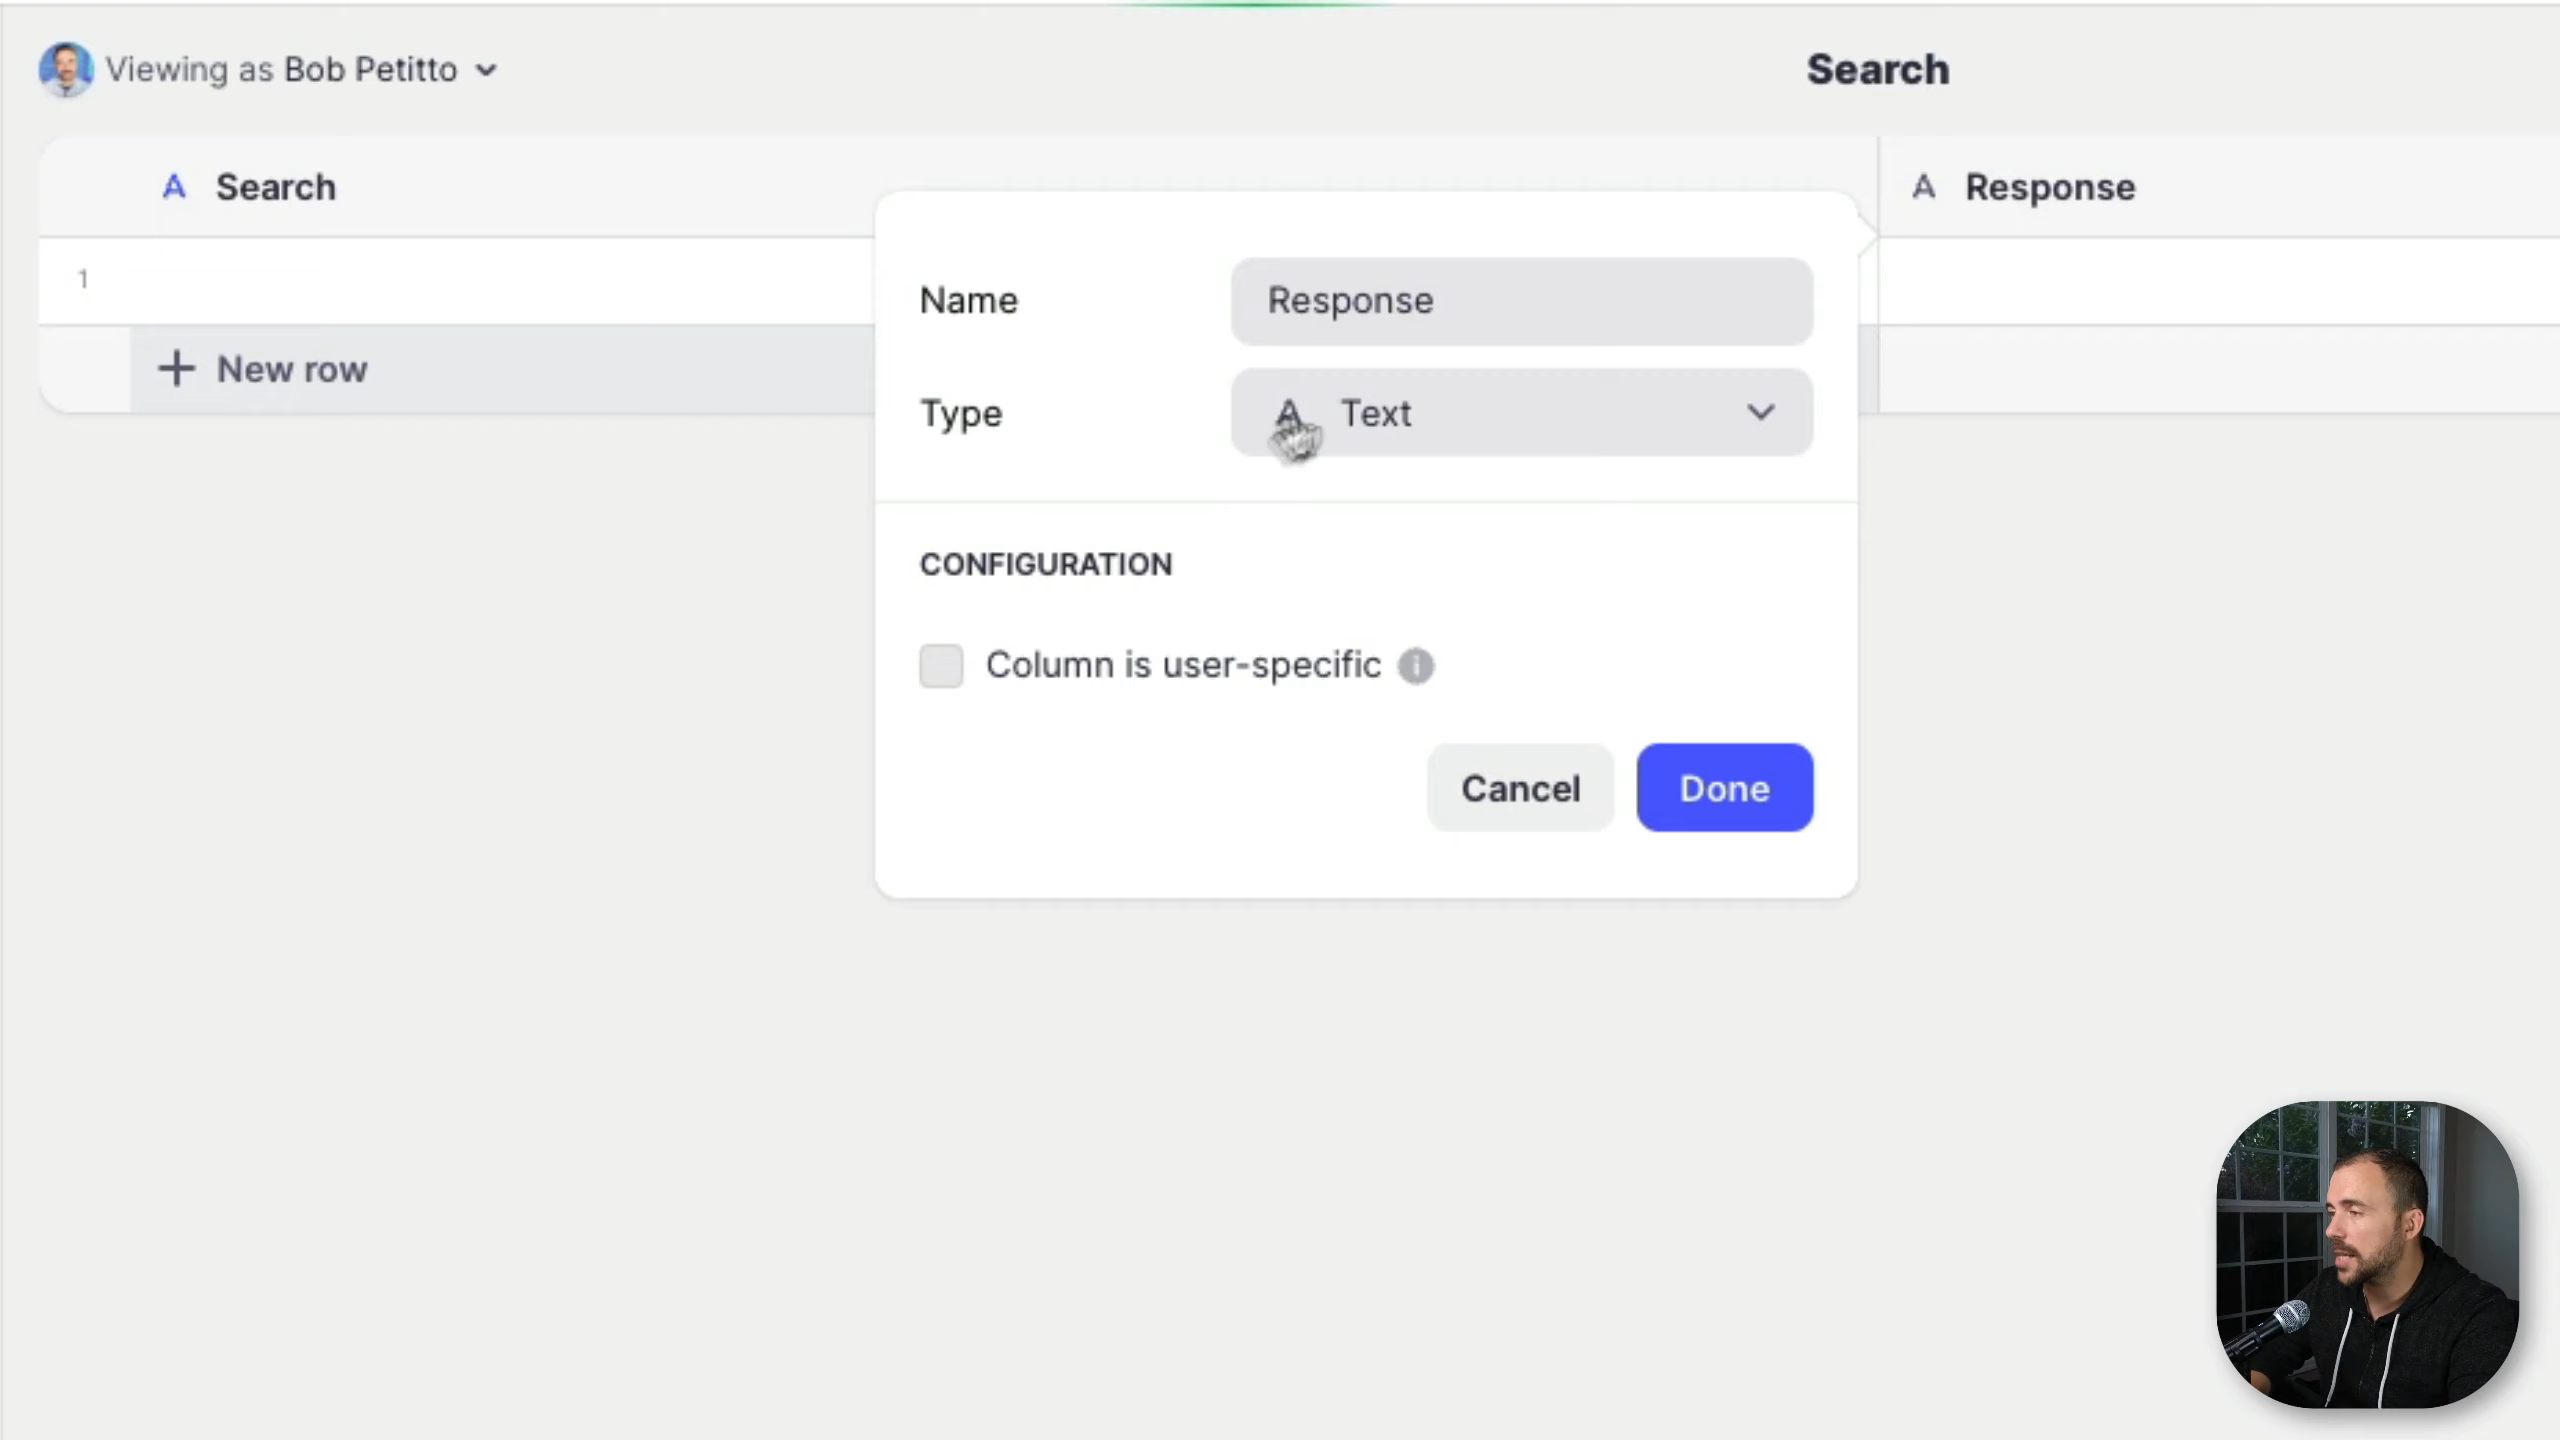 Viewing as Bob Petitto
Search
Search
Response
1
New row
Name
Response
Type
Text
CONFIGURATION
Column is user-specific
Cancel
Done